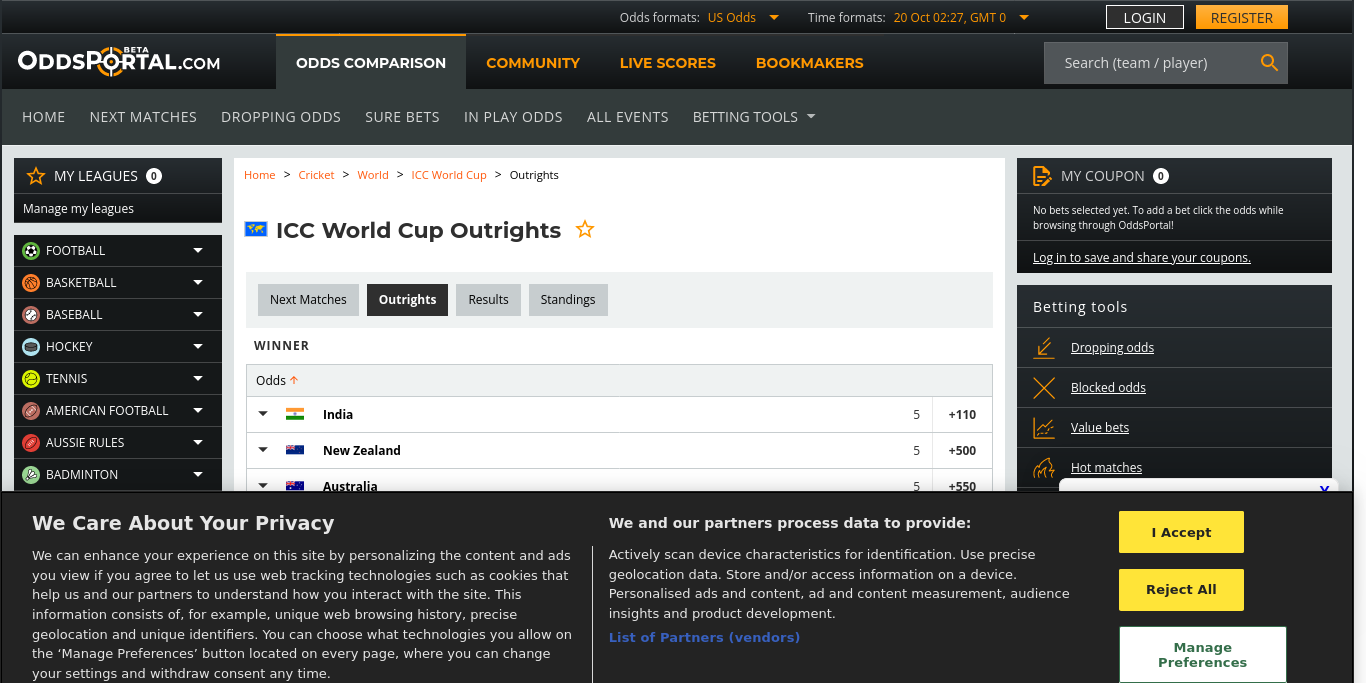 Odds formats: US Odds
Time formats: 20 Oct 02:27, GMT 0
LOGIN
REGISTER
ODDSPORTAL.COM
BETA
ODDS COMPARISON
COMMUNITY
LIVE SCORES
BOOKMAKERS
Search (team / player)
HOME
NEXT MATCHES
DROPPING ODDS
SURE BETS
IN PLAY ODDS
ALL EVENTS
BETTING TOOLS
MY LEAGUES 0
Manage my leagues
FOOTBALL
BASKETBALL
BASEBALL
HOCKEY
TENNIS
AMERICAN FOOTBALL
AUSSIE RULES
BADMINTON
Home > Cricket > World > ICC World Cup > Outrights
ICC World Cup Outrights
Next Matches
Outrights
Results
Standings
WINNER
Odds
India 5 +110
New Zealand 5 +500
Australia 5 +550
MY COUPON 0
No bets selected yet. To add a bet click the odds while
browsing through OddsPortal!
Log in to save and share your coupons.
Betting tools
Dropping odds
Blocked odds
Value bets
Hot matches
X
We Care About Your Privacy
We can enhance your experience on this site by personalizing the content and ads
you view if you agree to let us use web tracking technologies such as cookies that
help us and our partners to understand how you interact with the site. This
information consists of, for example, unique web browsing history, precise
geolocation and unique identifiers. You can choose what technologies you allow on
the ‘Manage Preferences’ button located on every page, where you can change
your settings and withdraw consent any time.
We and our partners process data to provide:
Actively scan device characteristics for identification. Use precise
geolocation data. Store and/or access information on a device.
Personalised ads and content, ad and content measurement, audience
insights and product development.
List of Partners (vendors)
I Accept
Reject All
Manage
Preferences